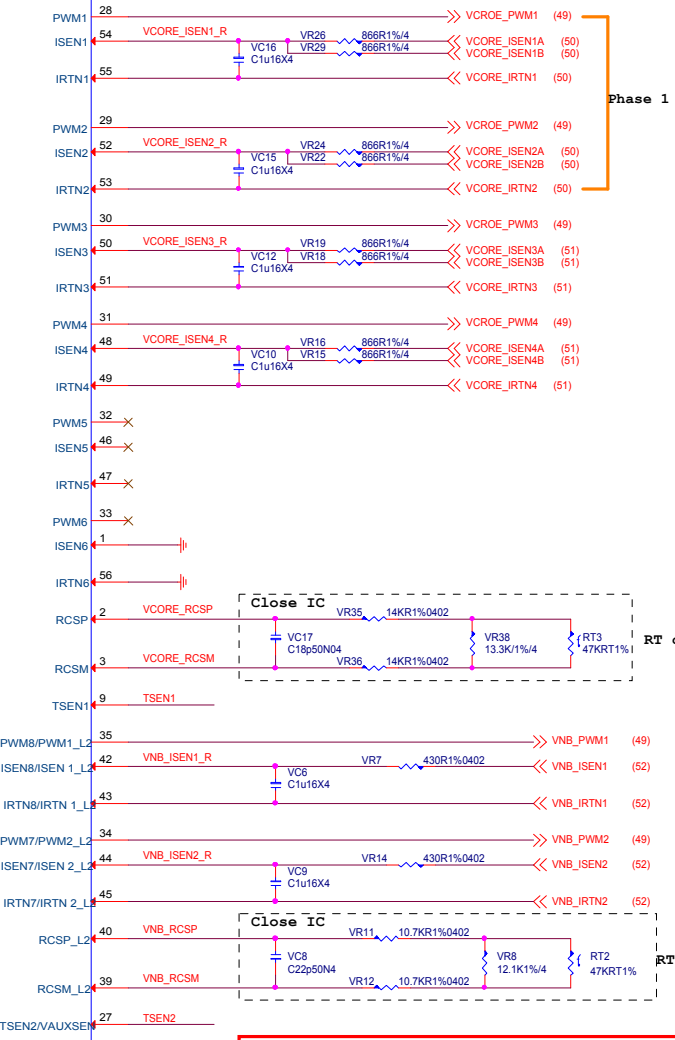 PWM1 28 VCROE_PWM1 (49)
ISEN1 54 VCORE_ISEN1_R VR26 866R1%/4 VCORE_ISEN1A (50)
VC16 VR29 866R1%/4 VCORE_ISEN1B (50)
C1u16X4
IRTN1 55 VCORE_IRTN1 (50)
Phase 1
PWM2 29 VCROE_PWM2 (49)
ISEN2 52 VCORE_ISEN2_R VR24 866R1%/4 VCORE_ISEN2A (50)
VC15 VR22 866R1%/4 VCORE_ISEN2B (50)
C1u16X4
IRTN2 53 VCORE_IRTN2 (50)
PWM3 30 VCROE_PWM3 (49)
ISEN3 50 VCORE_ISEN3_R VR19 866R1%/4 VCORE_ISEN3A (51)
VC12 VR18 866R1%/4 VCORE_ISEN3B (51)
C1u16X4
IRTN3 51 VCORE_IRTN3 (51)
PWM4 31 VCROE_PWM4 (49)
ISEN4 48 VCORE_ISEN4_R VR16 866R1%/4 VCORE_ISEN4A (51)
VC10 VR15 866R1%/4 VCORE_ISEN4B (51)
C1u16X4
IRTN4 49 VCORE_IRTN4 (51)
PWM5 32
ISEN5 46
IRTN5 47
PWM6 33
ISEN6 1
IRTN6 56
Close IC
RCSP 2 VCORE_RCSP VR35 14KR1%0402
VC17 VR38 RT3
C18p50N04 13.3K/1%/4 47KRT1%
RT
RCSM 3 VCORE_RCSM VR36 14KR1%0402
TSEN1 9 TSEN1
PWM8/PWM1_L2 35 VNB_PWM1 (49)
ISEN8/ISEN 1_L2 42 VNB_ISEN1_R VR7 430R1%0402 VNB_ISEN1 (52)
VC6
C1u16X4
IRTN8/IRTN 1_L2 43 VNB_IRTN1 (52)
PWM7/PWM2_L2 34 VNB_PWM2 (49)
ISEN7/ISEN 2_L2 44 VNB_ISEN2_R VR14 430R1%0402 VNB_ISEN2 (52)
VC9
C1u16X4
IRTN7/IRTN 2_L2 45 VNB_IRTN2 (52)
Close IC
RCSP_L2 40 VNB_RCSP VR11 10.7KR1%0402
VC8 VR8 RT2
C22p50N4 12.1K1%/4 47KRT1%
RT
RCSM_L2 39 VNB_RCSM VR12 10.7KR1%0402
TSEN2/VAUXSEN 27 TSEN2